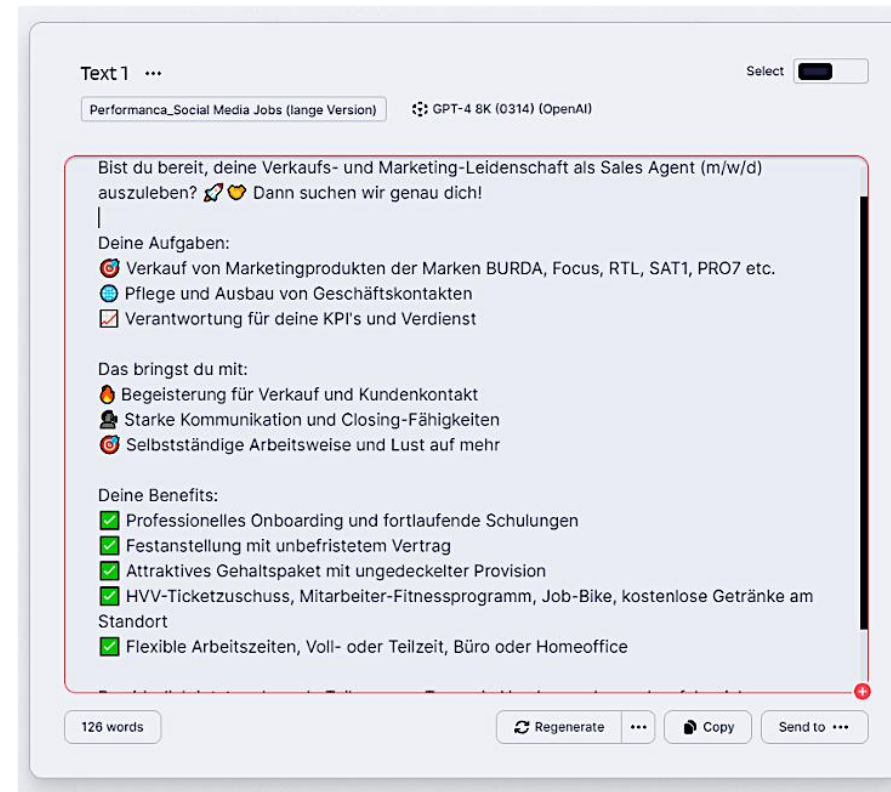 Text 1 •••
Select
Performanca_Social Media Jobs (lange Version)
GPT-4 8K (0314) (OpenAI)
Bist du bereit, deine Verkaufs- und Marketing-Leidenschaft als Sales Agent (m/w/d)
auszuleben? 🚀 🤝 Dann suchen wir genau dich!
Deine Aufgaben:
🎯 Verkauf von Marketingprodukten der Marken BURDA, Focus, RTL, SAT1, PRO7 etc.
🌐 Pflege und Ausbau von Geschäftskontakten
📈 Verantwortung für deine KPI's und Verdienst
Das bringst du mit:
🔥 Begeisterung für Verkauf und Kundenkontakt
🗣 Starke Kommunikation und Closing-Fähigkeiten
🎯 Selbstständige Arbeitsweise und Lust auf mehr
Deine Benefits:
✅ Professionelles Onboarding und fortlaufende Schulungen
✅ Festanstellung mit unbefristetem Vertrag
✅ Attraktives Gehaltspaket mit ungedeckelter Provision
✅ HVV-Ticketzuschuss, Mitarbeiter-Fitnessprogramm, Job-Bike, kostenlose Getränke am
Standort
✅ Flexible Arbeitszeiten, Voll- oder Teilzeit, Büro oder Homeoffice
126 words
Regenerate •••
Copy
Send to •••